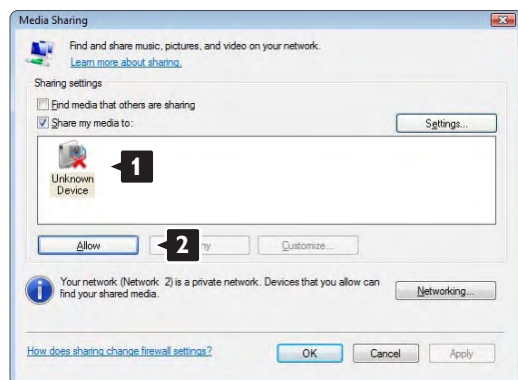 Media Sharing
Find and share music, pictures, and video on your network.
Learn more about sharing.
Sharing settings
Find media that others are sharing
Share my media to:
Settings...
Unknown
Device
1
Allow
2
Customize...
Your network (Network 2) is a private network. Devices that you allow can
find your shared media.
Networking...
How does sharing change firewall settings?
OK
Cancel
Apply